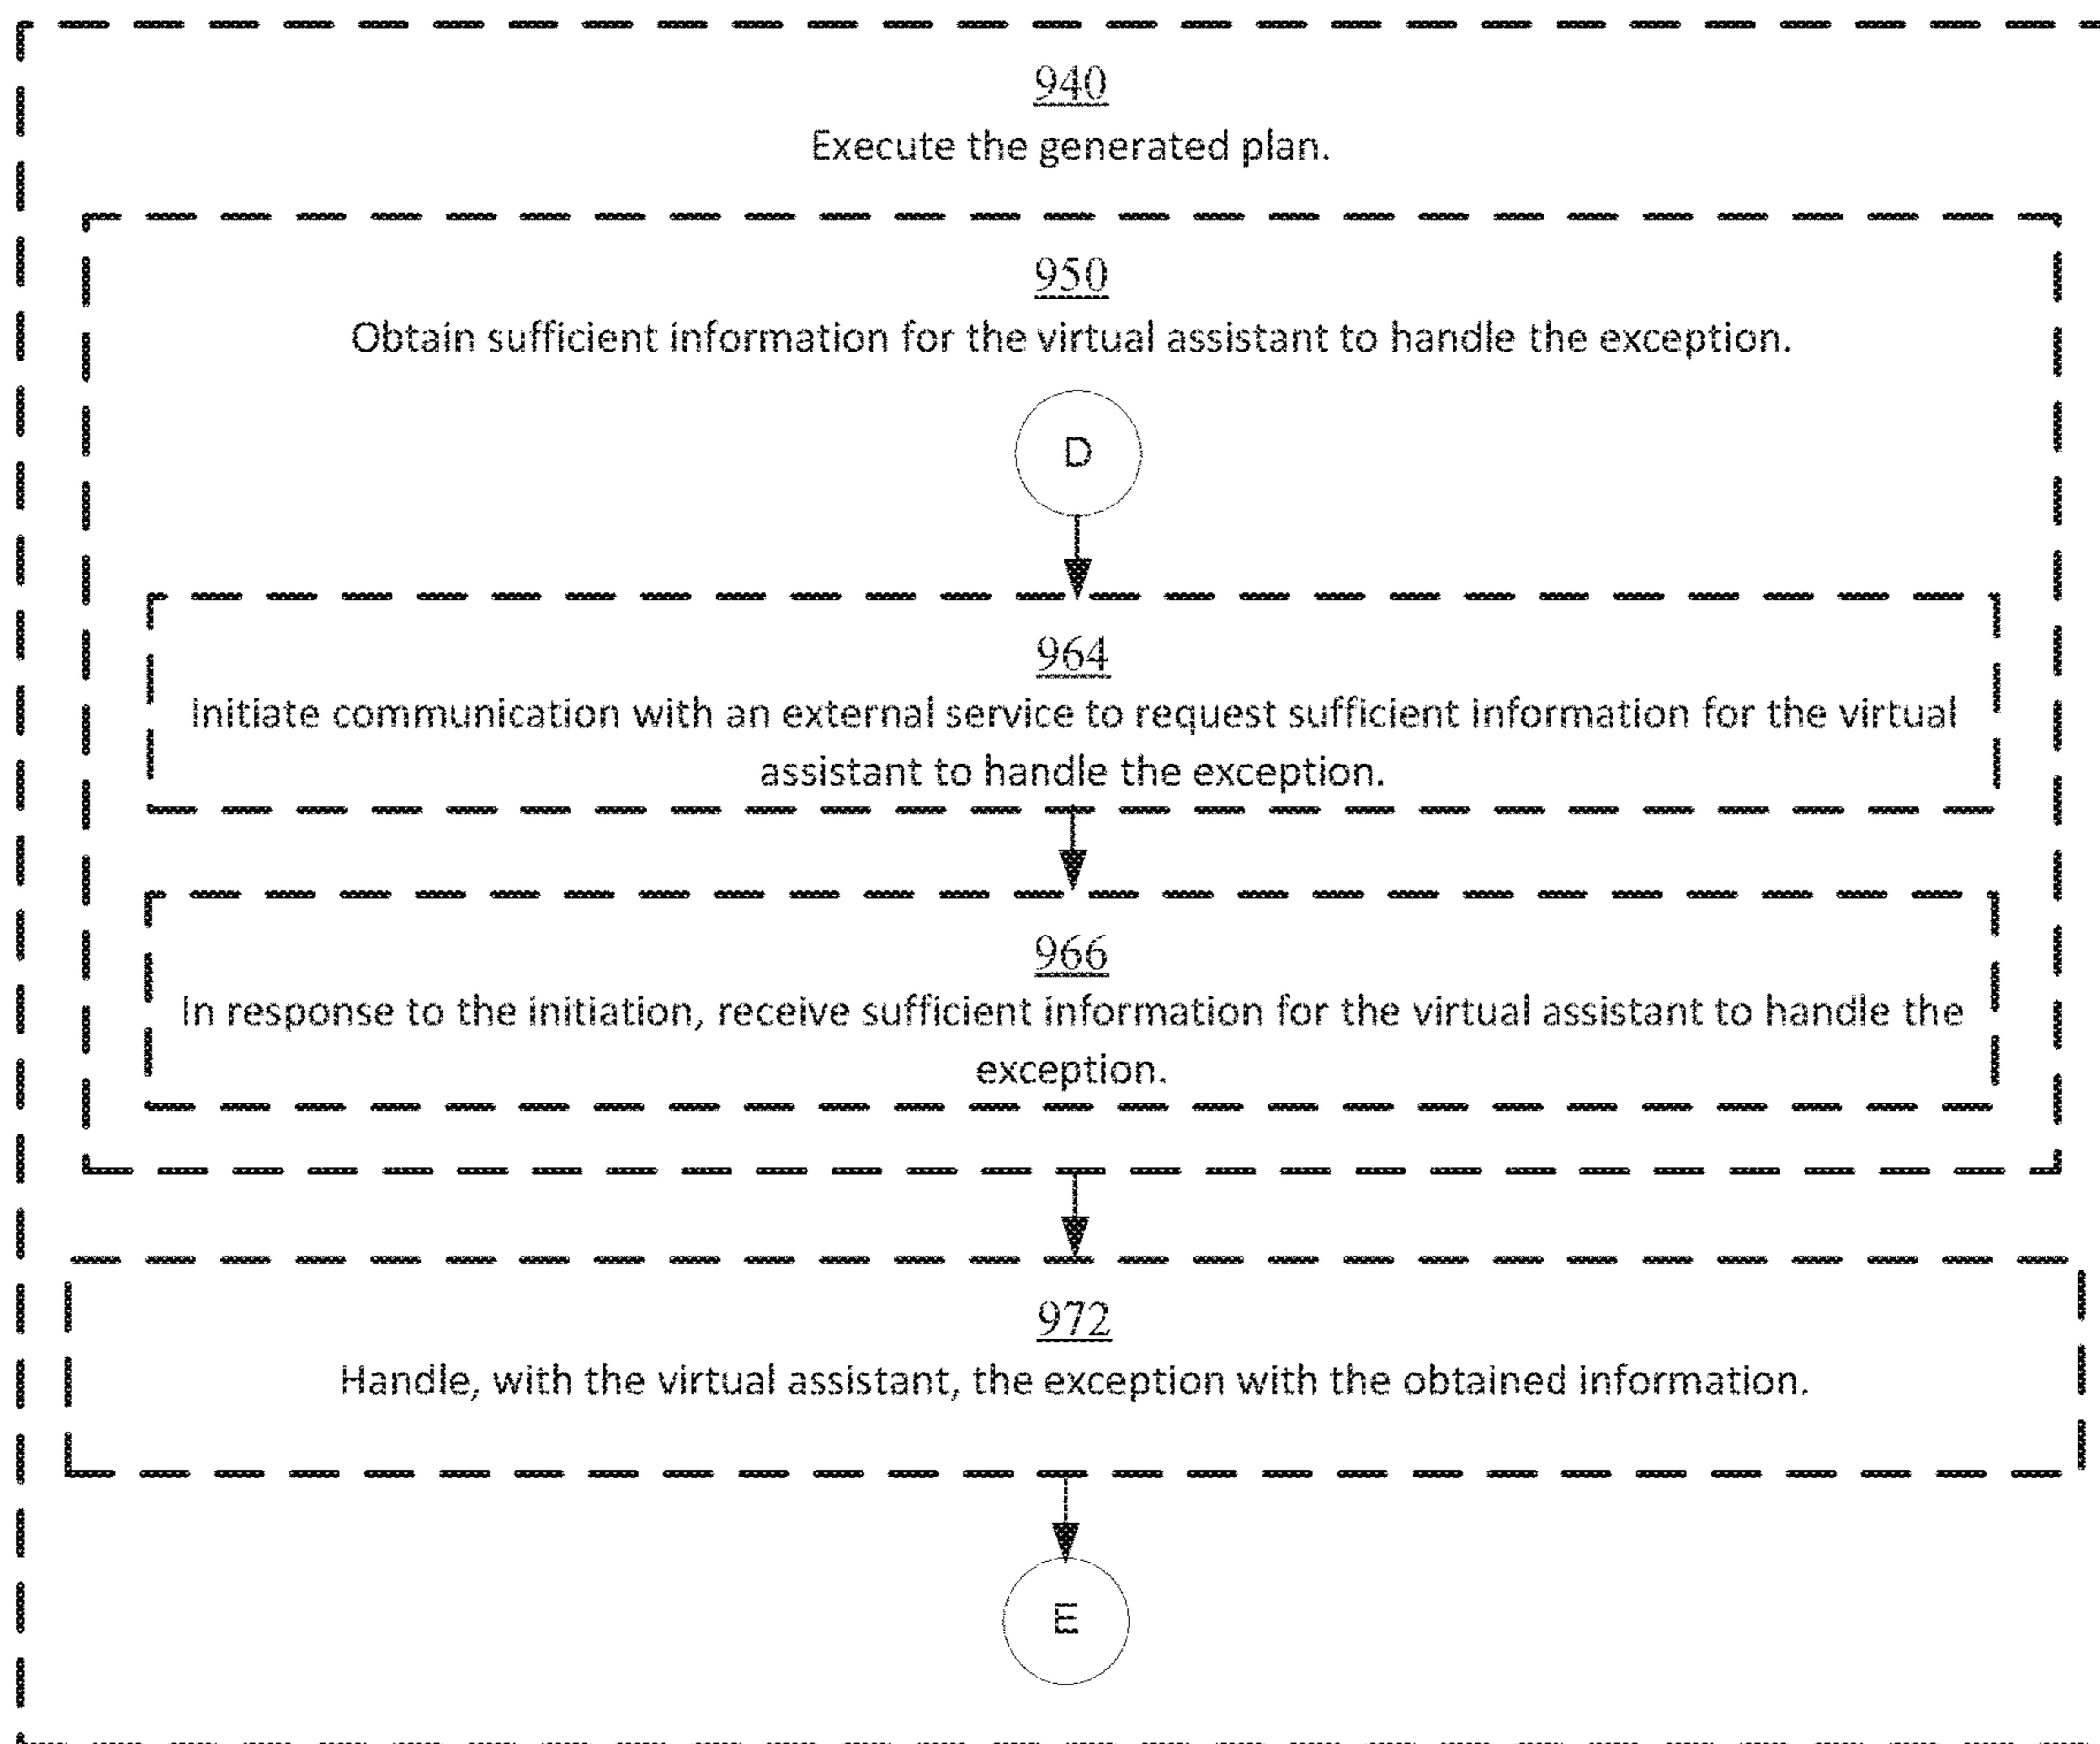 940
Execute the generated plan.
950
Obtain sufficient information for the virtual assistant to handle the exception.
D
964
Initiate communication with an external service to request sufficient information for the virtual
assistant to handle the exception.
966
In response to the initiation, receive sufficient information for the virtual assistant to handle the
exception.
972
Handle, with the virtual assistant, the exception with the obtained information.
E